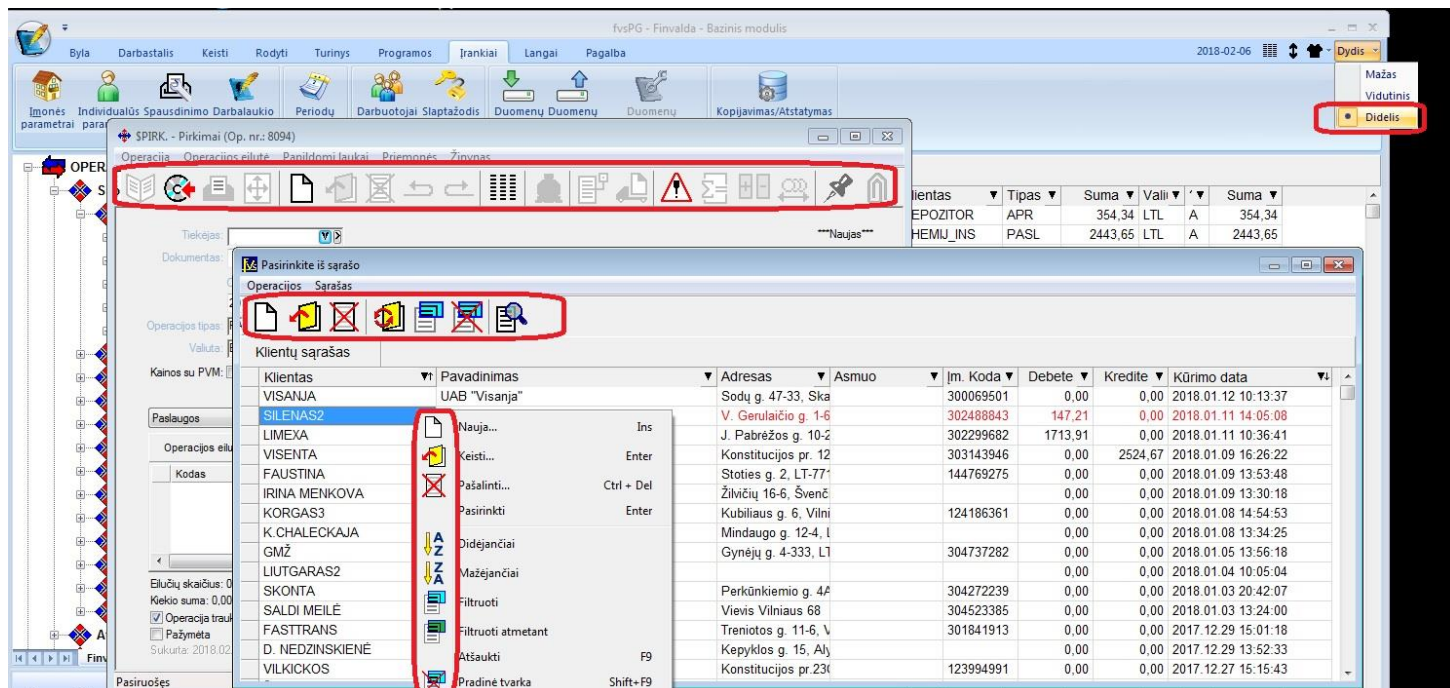 fvsPG - Finvalda - Bazinis modulis
Byla Darbastalis Keisti Rodyti Turinys Programos Įrankiai Langai Pagalba 2018-02-06 Dydis
Mažas
Vidutinis
Didelis
Įmonės Individualūs Spausdinimo Darbalaukio Periodų Darbuotojai Slaptažodis Duomenų Duomenų Duomenų Kopijavimas/Atstatymas
parametrai
SPIRK. - Pirkimai (Op. nr.: 8094)
Operacija Operacijos eilutė Papildomi laukai Priemonės Žinynas
Tiekėjas: ***Naujas***
Dokumentas:
Operacijos tipas:
Valiuta:
Kainos su PVM:
Paslaugos
Kodas
Eilučių skaičius: 0
Kiekio suma: 0,00
Pažymėta
Pasiruošęs
Tipas Suma Suma
APR 354,34 LTL A 354,34
HEMIJ_INS PASL 2443,65 LTL A 2443,65
Pasirinkite iš sąrašo
Operacijos Sąrašas
Klientų sąrašas
Klientas Pavadinimas Adresas Asmuo Įm. Koda Debete Kredite Kūrimo data
VISANJA UAB "Visanja" Sodų g. 47-33, Ska 300069501 0,00 0,00 2018.01.12 10:13:37
SILENAS2 V. Gerulaičio g. 1-6 302488843 147,21 0,00 2018.01.11 14:05:08
LIMEXA J. Pabrėžos g. 10-2 302299682 1713,91 0,00 2018.01.11 10:36:41
VISENTA Konstitucijos pr. 12 303143946 0,00 2524,67 2018.01.09 16:26:22
FAUSTINA Stoties g. 2, LT-771 144769275 0,00 0,00 2018.01.09 13:53:48
IRINA MENKOVA Žilvičių 16-6, Švenč 0,00 0,00 2018.01.09 13:30:18
KORGAS3 Kubiliaus g. 6, Vilni 124186361 0,00 0,00 2018.01.08 14:54:53
K.CHALECKAJA Mindaugo g. 12-4, 0,00 0,00 2018.01.08 13:34:25
GMŽ Gynėjų g. 4-333, LT 304737282 0,00 0,00 2018.01.05 13:56:18
LIUTGARAS2 0,00 0,00 2018.01.04 10:05:04
SKONTA Perkūnkiemio g. 4A 304272239 0,00 0,00 2018.01.03 20:42:07
SALDI MEILĖ Vievis Vilniaus 68 304523385 0,00 0,00 2018.01.03 13:24:00
FASTTRANS Treniotos g. 11-6, V 301841913 0,00 0,00 2017.12.29 15:01:18
D. NEDZINSKIENĖ Kepyklos g. 15, Aly 0,00 0,00 2017.12.29 13:52:33
VILKICKOS Konstitucijos pr.23 123994991 0,00 0,00 2017.12.27 15:15:43
Nauja... Ins
Keisti... Enter
Pašalinti... Ctrl + Del
Pasirinkti Enter
Didėjančiai
Mažėjančiai
Filtruoti
Filtruoti atmetant
Atšaukti F9
Pradinė tvarka Shift+F9